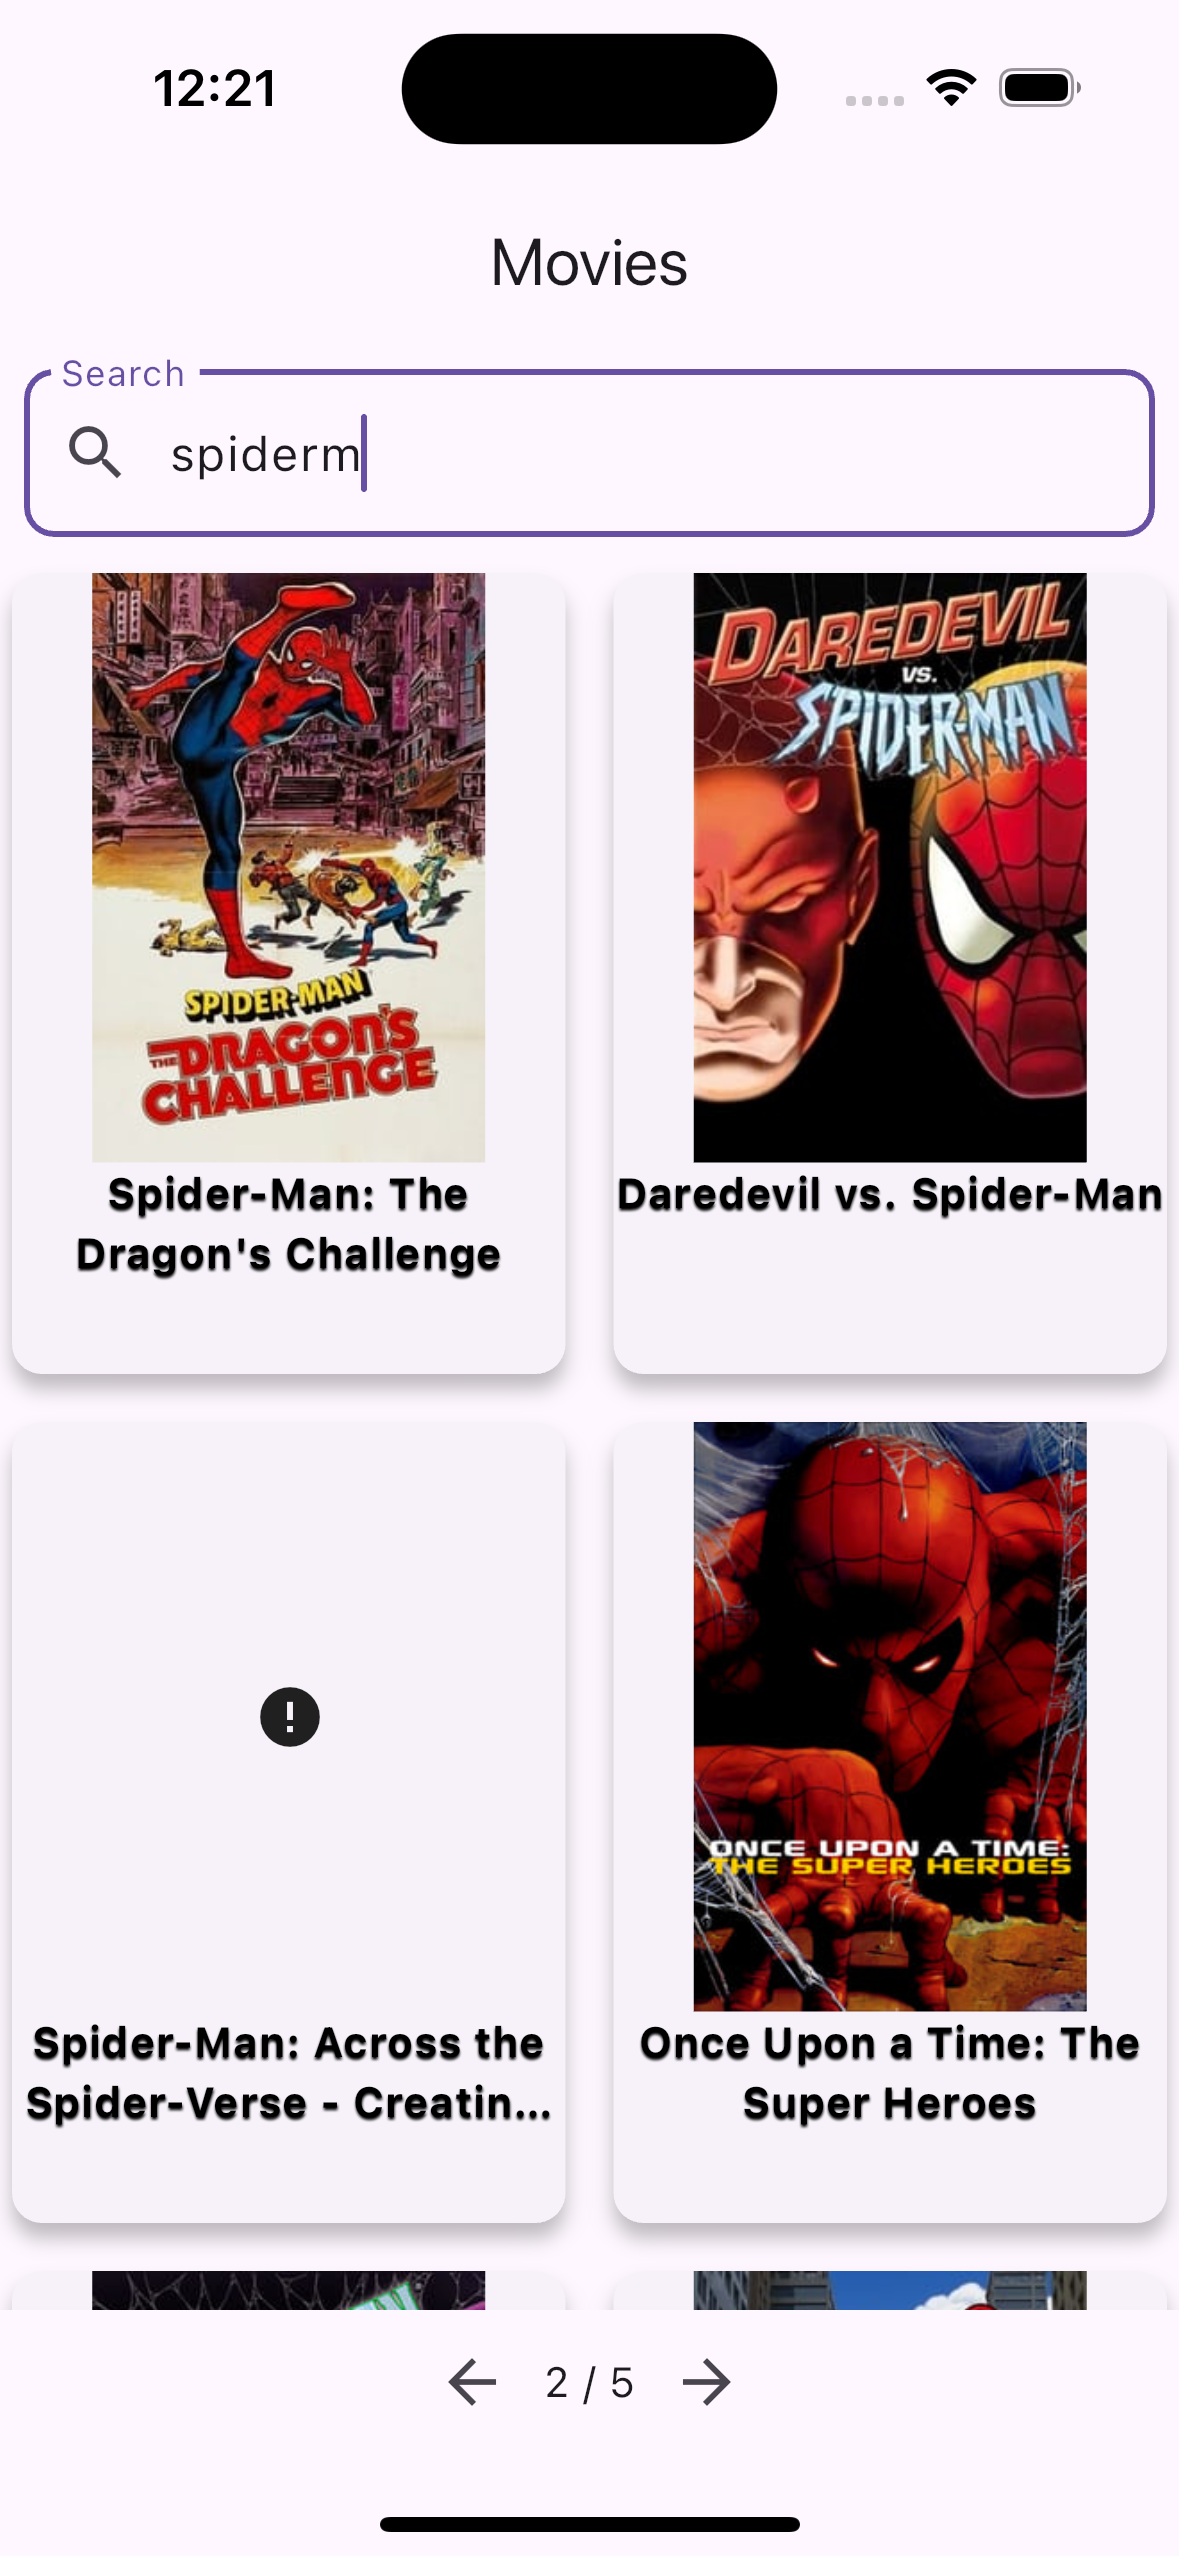 12:21
Movies
Search
spiderm
SPIDER-MAN
THE DRAGON'S
CHALLENGE
DAREDEVIL
VS.
SPIDER-MAN
Spider-Man: The
Dragon's Challenge
Daredevil vs. Spider-Man
ONCE UPON A TIME:
THE SUPER HEROES
Spider-Man: Across the
Spider-Verse - Creatin...
Once Upon a Time: The
Super Heroes
2 / 5